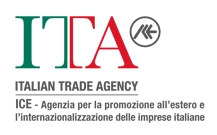 ITA
ITALIAN TRADE AGENCY
ICE - Agenzia per la promozione all'estero e
l'internazionalizzazione delle imprese italiane